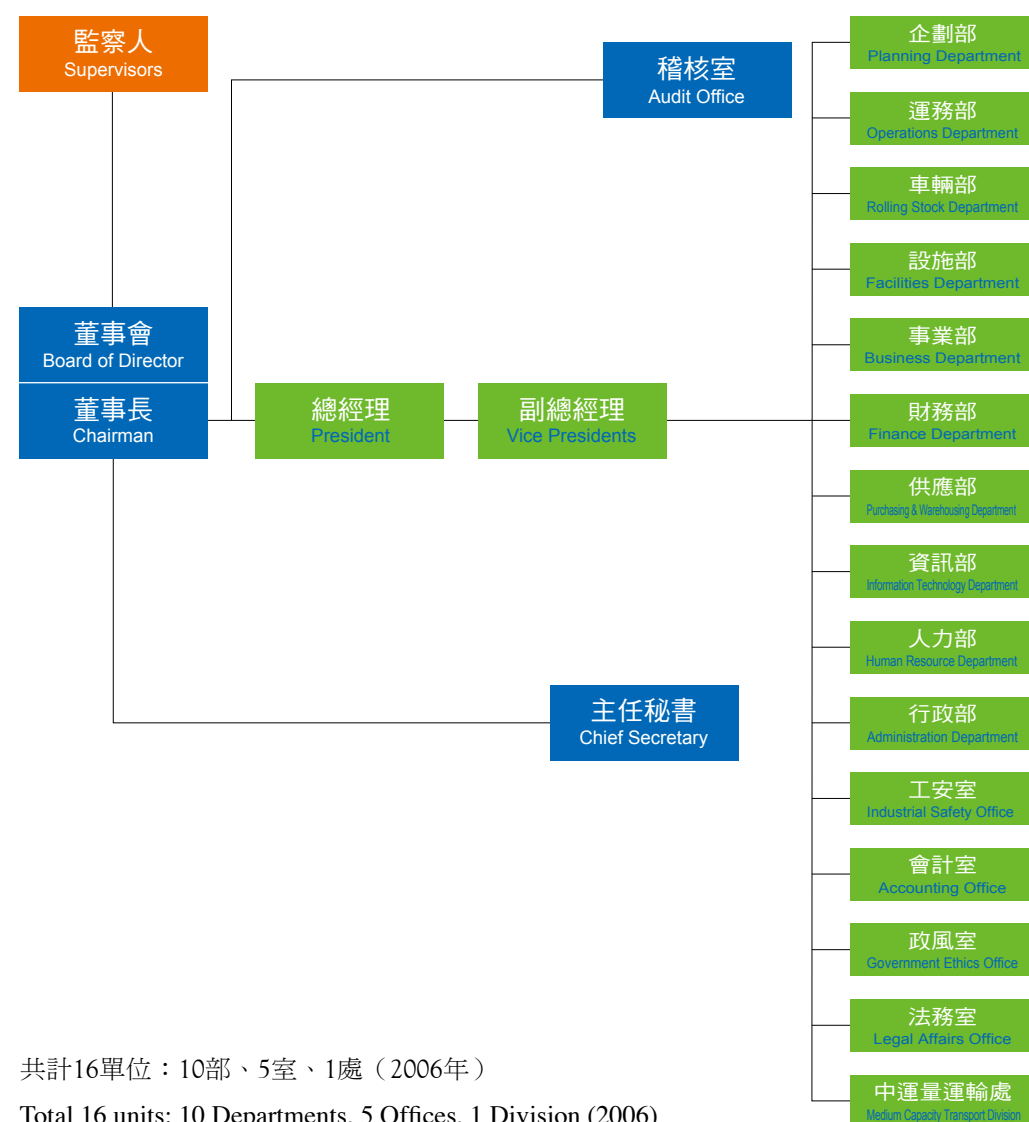 監察人
Supervisors
稽核室
Audit Office
董事會
Board of Director
董事長
Chairman
總經理
President
副總經理
Vice Presidents
主任秘書
Chief Secretary
企劃部
Planning Department
運務部
Operations Department
車輛部
Rolling Stock Department
設施部
Facilities Department
事業部
Business Department
財務部
Finance Department
供應部
Purchasing & Warehousing Department
資訊部
Information Technology Department
人力部
Human Resource Department
行政部
Administration Department
工安室
Industrial Safety Office
會計室
Accounting Office
政風室
Government Ethics Office
法務室
Legal Affairs Office
中運量運輸處
Medium Capacity Transport Division
共計16單位：10部、5室、1處（2006年）
Total 16 units: 10 Departments, 5 Offices, 1 Division (2006)